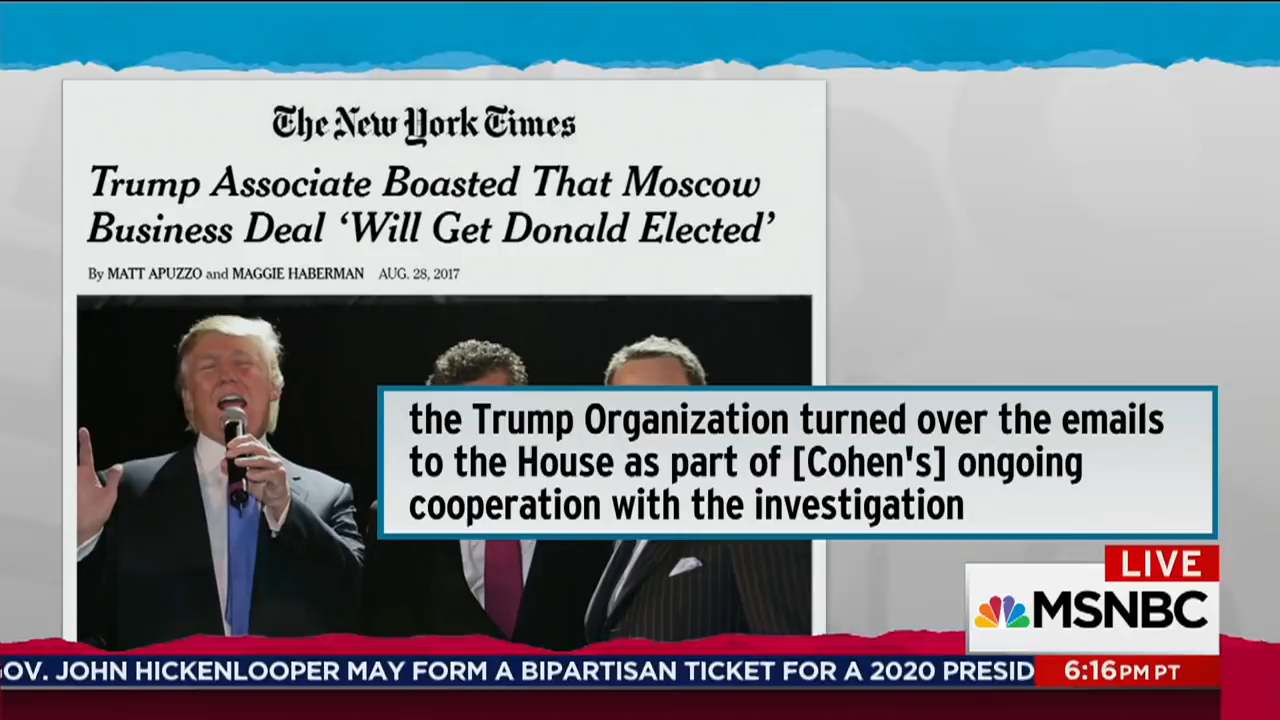 The New York Times
Trump Associate Boasted That Moscow
Business Deal ‘Will Get Donald Elected’
By MATT APUZZO and MAGGIE HABERMAN AUG. 28, 2017
the Trump Organization turned over the emails
to the House as part of [Cohen's] ongoing
cooperation with the investigation
LIVE
MSNBC
OV. JOHN HICKENLOOPER MAY FORM A BIPARTISAN TICKET FOR A 2020 PRESID
6:16 PM PT